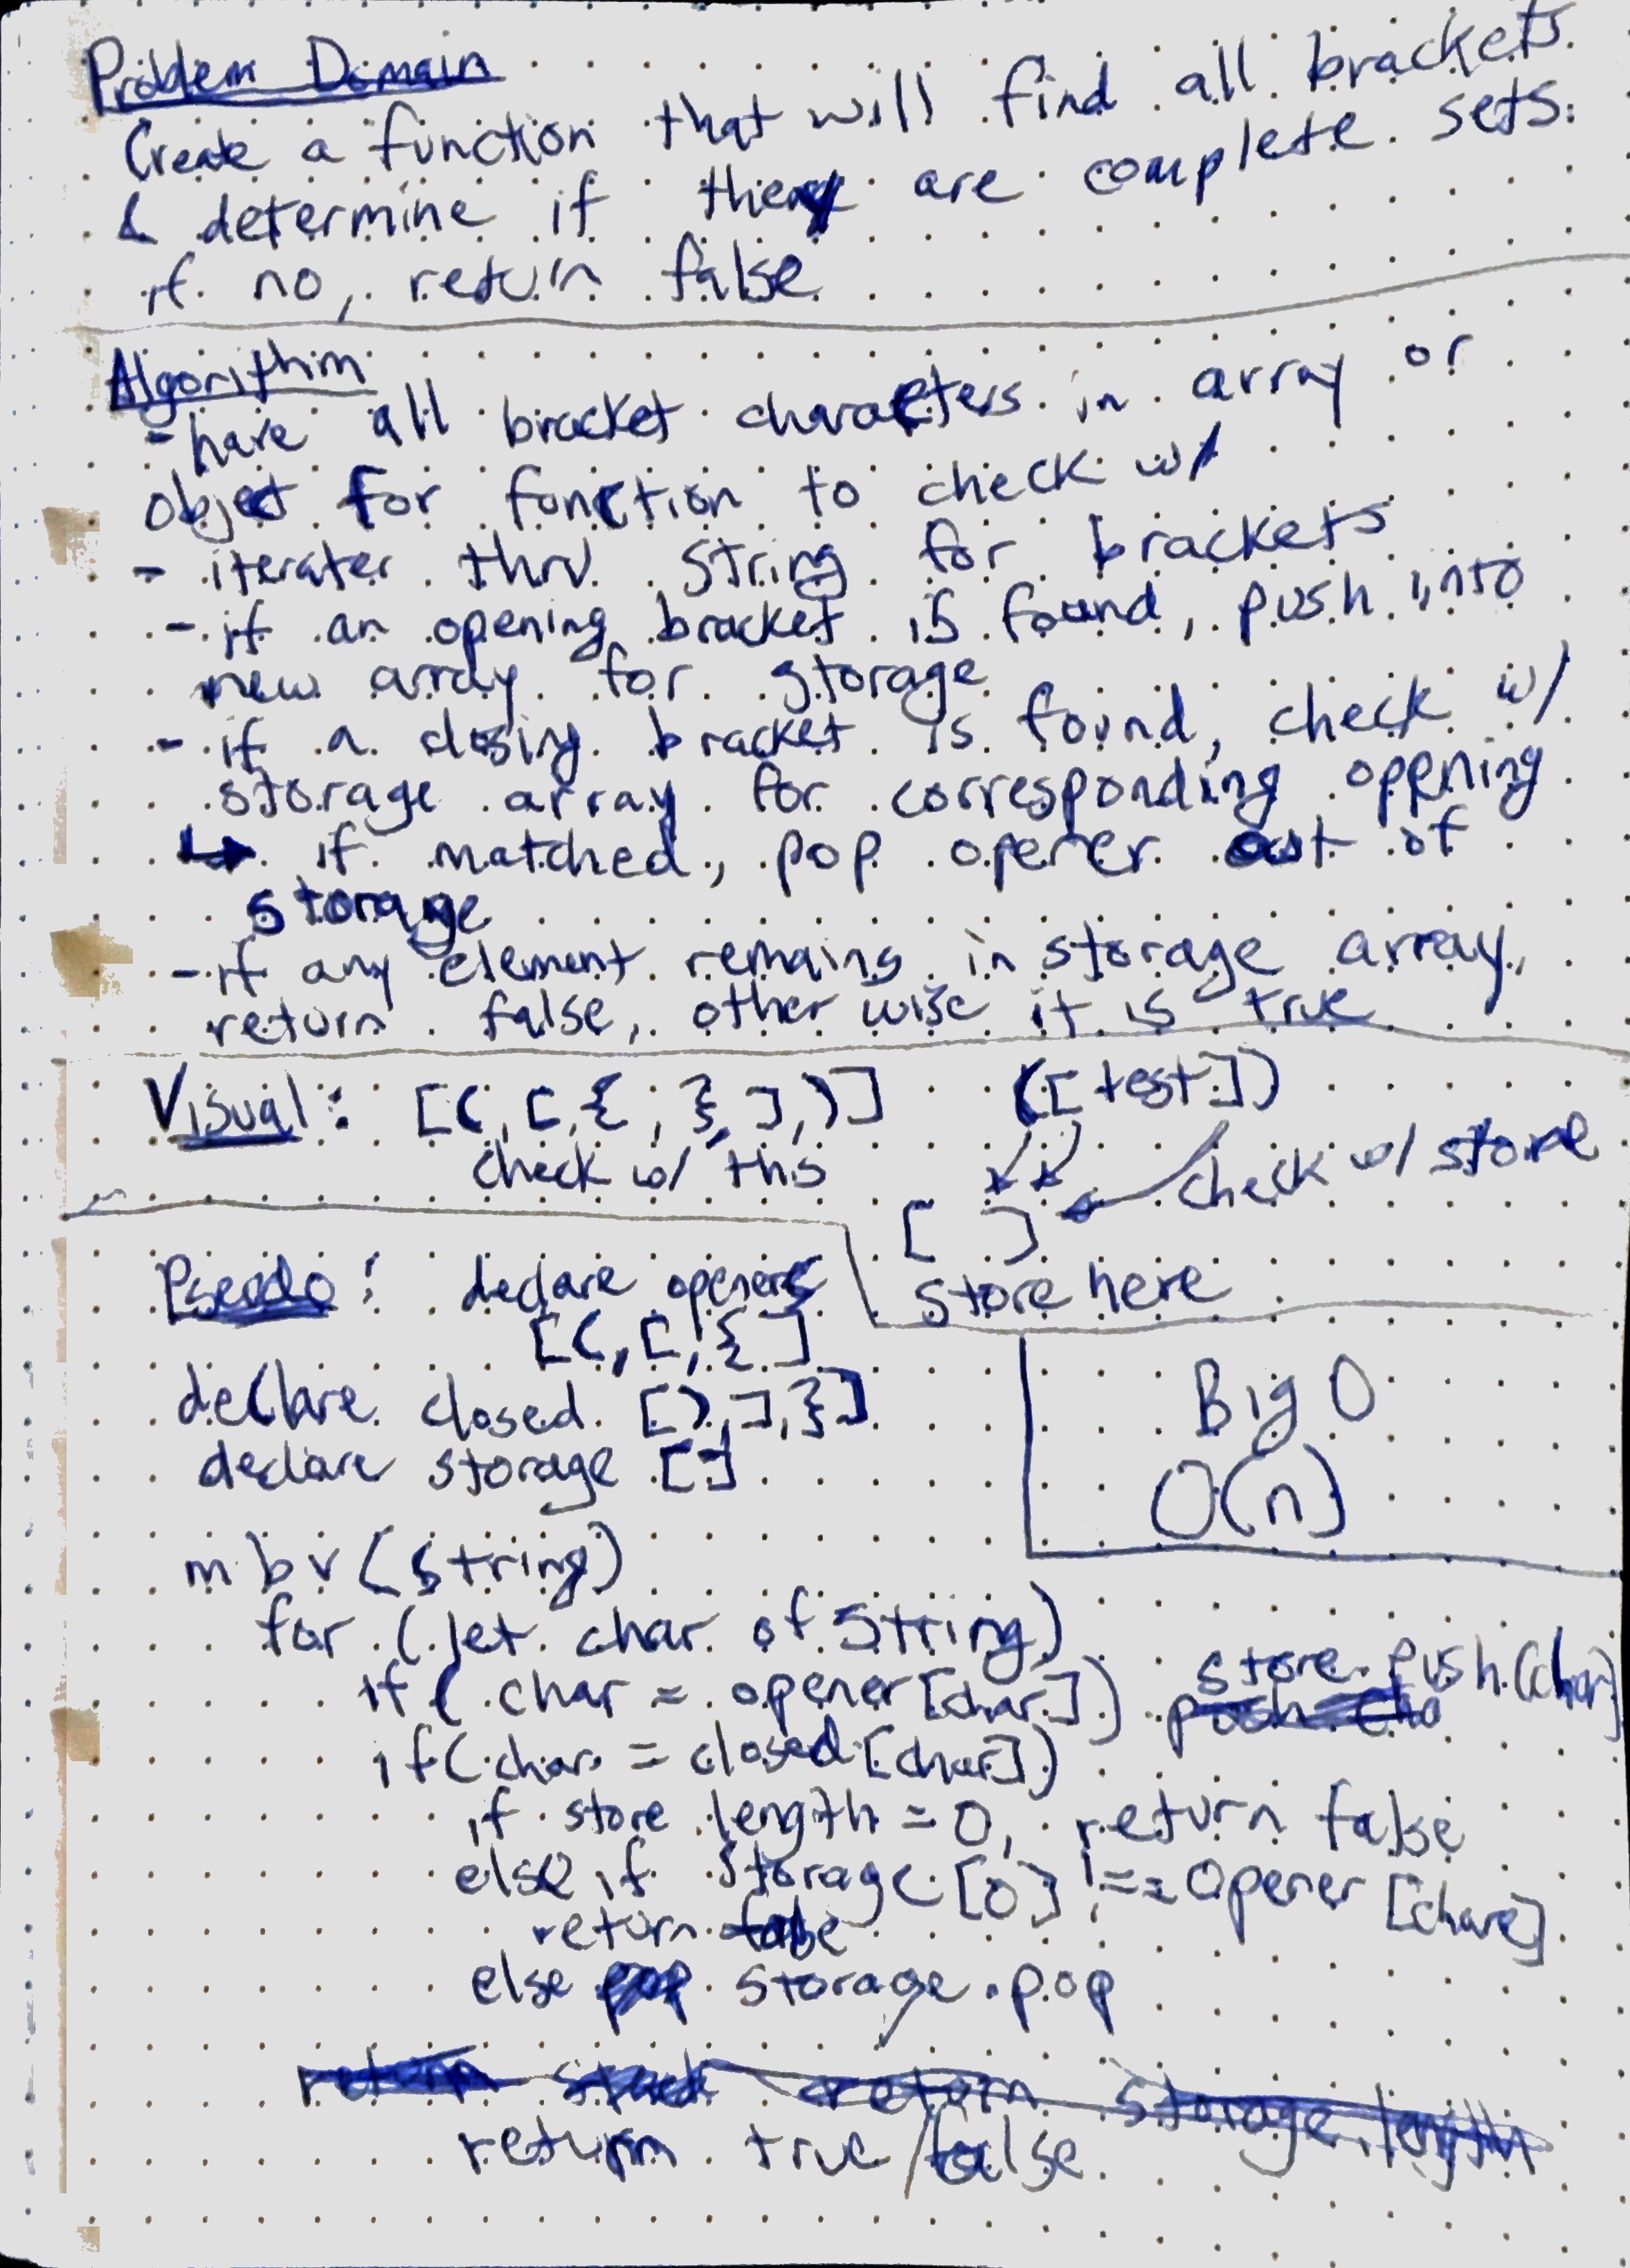 Problem Domain
Create a function that will find all brackets
& determine if they are complete sets.
if no, return false
Algorithm
- have all bracket characters in array or
object for function to check w/
- iterater thru string for brackets
- if an opening bracket is found, push into
new array for storage
- if a closing bracket is found, check w/
storage array for corresponding oppning
↳ if matched, pop opener out of
storage
- if any element remains in storage array,
return false, other wise it is true
Visual: [(, [, {, }, ], )] ([test])
check w/ this
check w/ store
[ ]
store here
Pseudo: declare openers
[(, [, { ]
declare closed [), ], }]
declare storage []
Big O
O(n)
mbv(string)
for (let char of string)
if (char = opener[char]) store.push(char)
if (char = closed[char])
if store length = 0, return false
else if storage[0] !== opener [chare]
return false
else storage.pop
return true/false